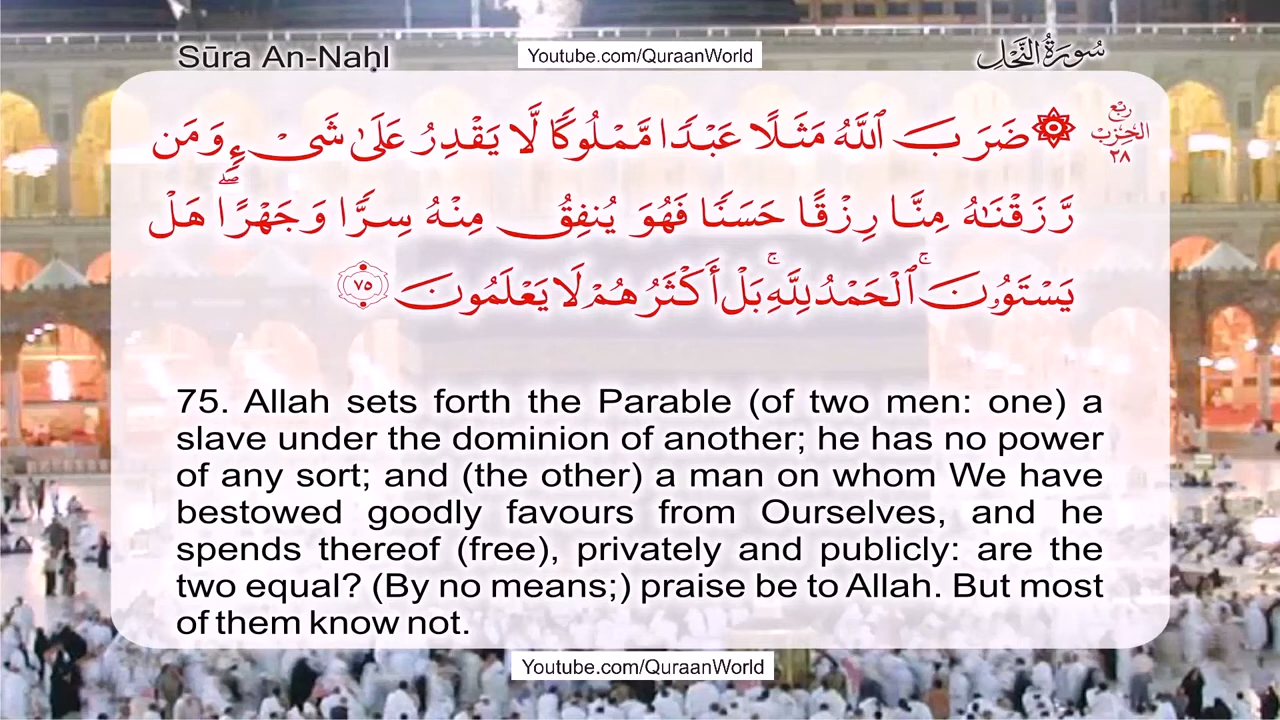 Sūra An-Naḥl
Youtube.com/QuraanWorld
سُورَةُ النَّحْلِ
رُبْعُ
الْحِزْبِ
٢٨
۞ ضَرَبَ ٱللَّهُ مَثَلًا عَبْدًا مَّمْلُوكًا لَّا يَقْدِرُ عَلَىٰ شَىْءٍ وَمَن
رَّزَقْنَٰهُ مِنَّا رِزْقًا حَسَنًا فَهُوَ يُنفِقُ مِنْهُ سِرًّا وَجَهْرًا ۖ هَلْ
يَسْتَوُۥنَ ۚ ٱلْحَمْدُ لِلَّهِ ۚ بَلْ أَكْثَرُهُمْ لَا يَعْلَمُونَ ٧٥
75. Allah sets forth the Parable (of two men: one) a
slave under the dominion of another; he has no power
of any sort; and (the other) a man on whom We have
bestowed goodly favours from Ourselves, and he
spends thereof (free), privately and publicly: are the
two equal? (By no means;) praise be to Allah. But most
of them know not.
Youtube.com/QuraanWorld